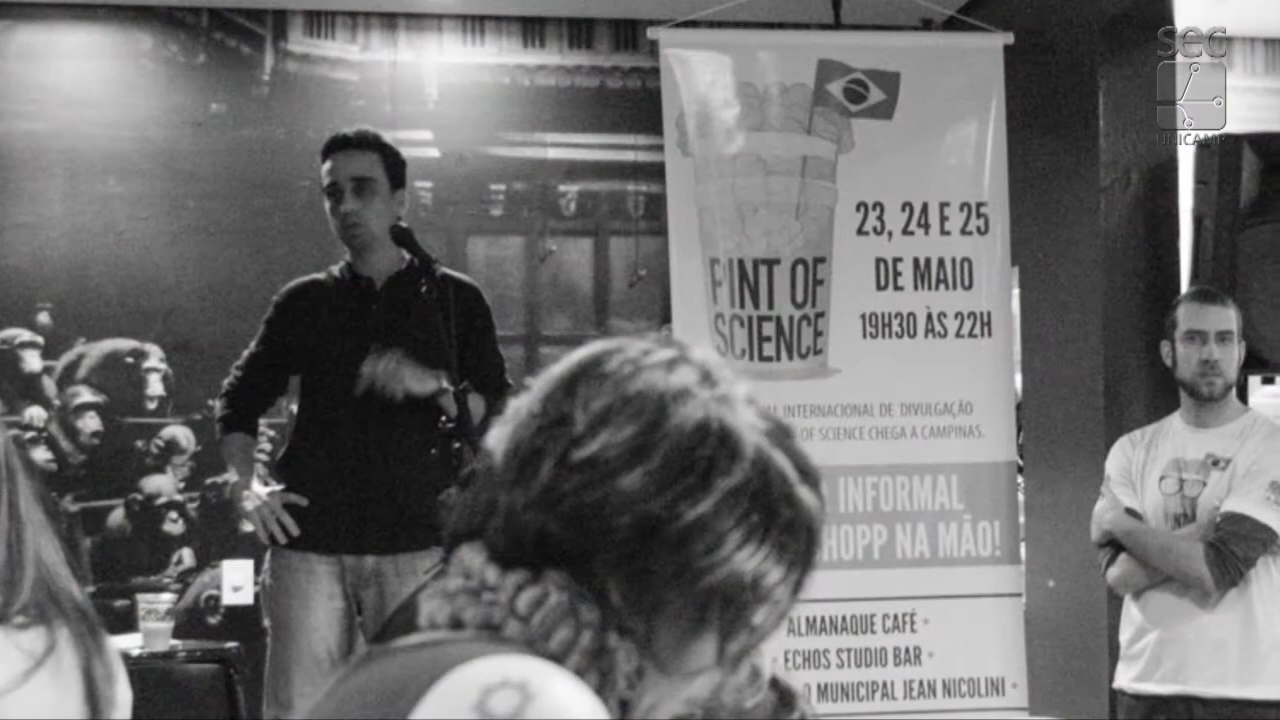 sec
UNICAMP
23, 24 E 25
DE MAIO
19H30 ÀS 22H
PINT OF
SCIENCE
INTERNACIONAL DE DIVULGAÇÃO
OF SCIENCE CHEGA A CAMPINAS.
INFORMAL
CHOPP NA MÃO!
ALMANAQUE CAFÉ •
• ECHOS STUDIO BAR •
MUNICIPAL JEAN NICOLINI •